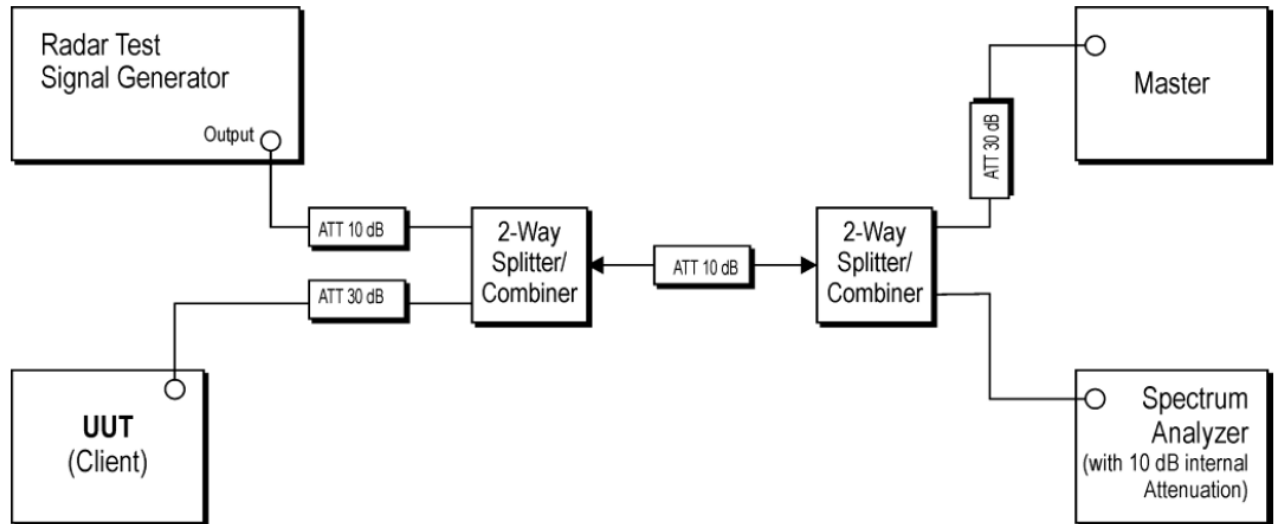 Radar Test
Signal Generator
Output
ATT 10 dB
ATT 30 dB
UUT
(Client)
2-Way
Splitter/
Combiner
ATT 10 dB
2-Way
Splitter/
Combiner
ATT 30 dB
Master
Spectrum
Analyzer
(with 10 dB internal
Attenuation)